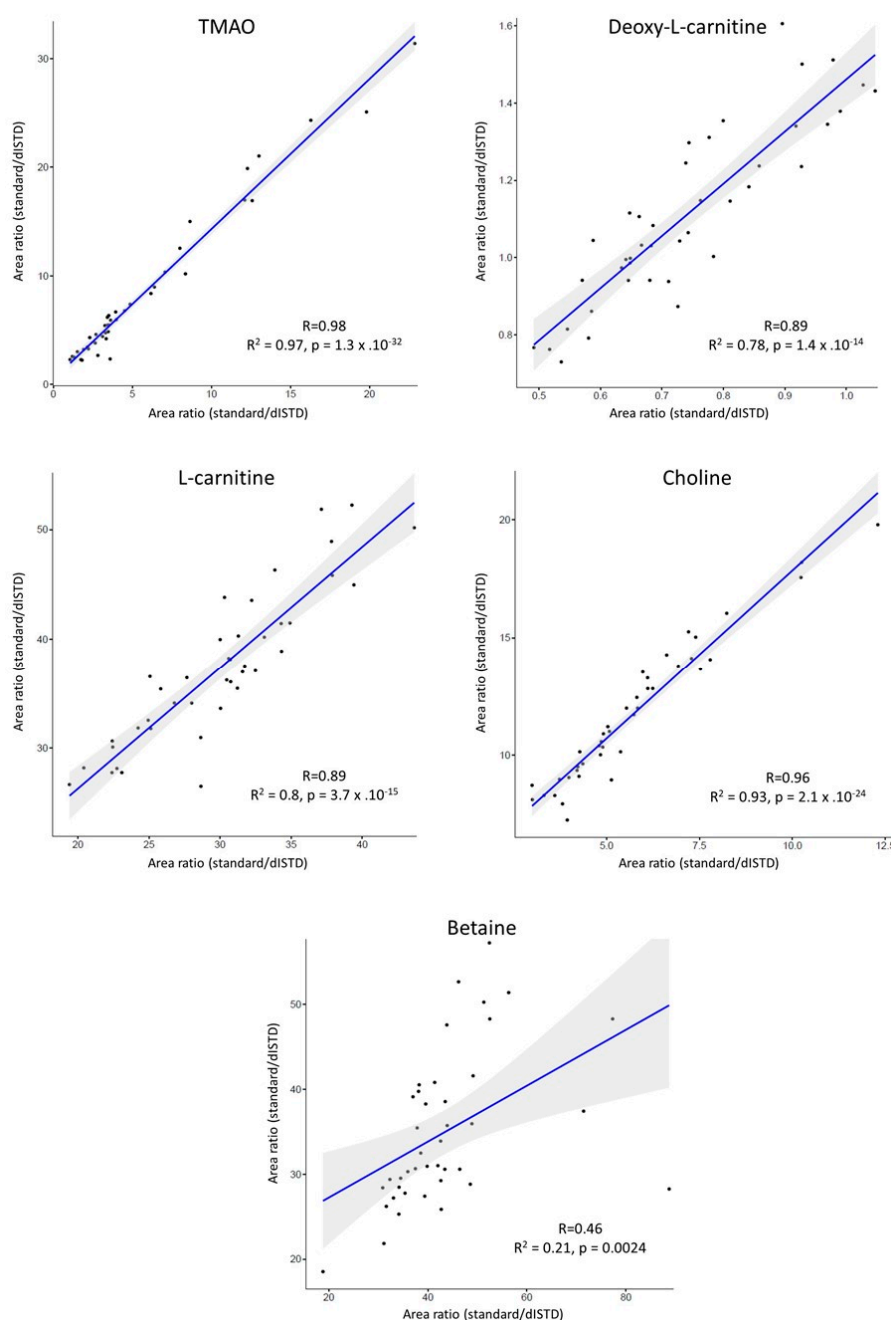 TMAO
30
20
10
0
Area ratio (standard/dISTD)
R=0.98
R² = 0.97, p = 1.3 x .10⁻³²
0 5 10 15 20
Area ratio (standard/dISTD)
Deoxy-L-carnitine
1.6
1.4
1.2
1.0
0.8
Area ratio (standard/dISTD)
R=0.89
R² = 0.78, p = 1.4 x .10⁻¹⁴
0.5 0.6 0.7 0.8 0.9 1.0
Area ratio (standard/dISTD)
L-carnitine
50
40
30
Area ratio (standard/dISTD)
R=0.89
R² = 0.8, p = 3.7 x .10⁻¹⁵
20 25 30 35 40
Area ratio (standard/dISTD)
Choline
20
15
10
Area ratio (standard/dISTD)
R=0.96
R² = 0.93, p = 2.1 x .10⁻²⁴
5.0 7.5 10.0 12.5
Area ratio (standard/dISTD)
Betaine
50
40
30
20
Area ratio (standard/dISTD)
R=0.46
R² = 0.21, p = 0.0024
20 40 60 80
Area ratio (standard/dISTD)